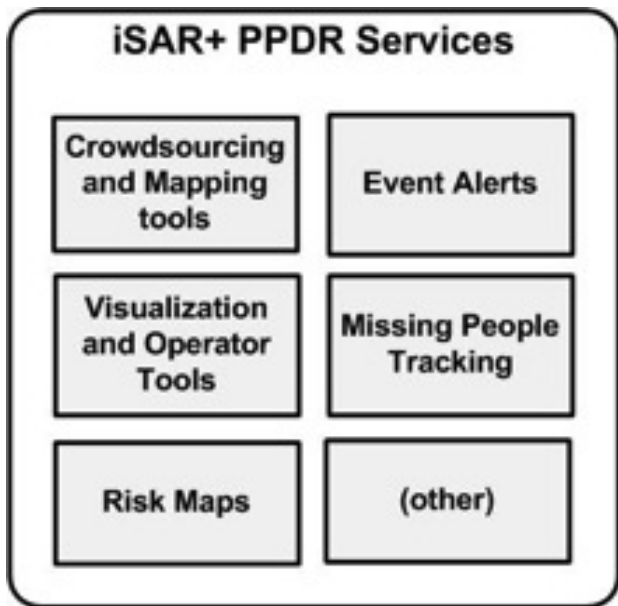 iSAR+ PPDR Services
Crowdsourcing
and Mapping
tools
Event Alerts
Visualization
and Operator
Tools
Missing People
Tracking
Risk Maps
(other)